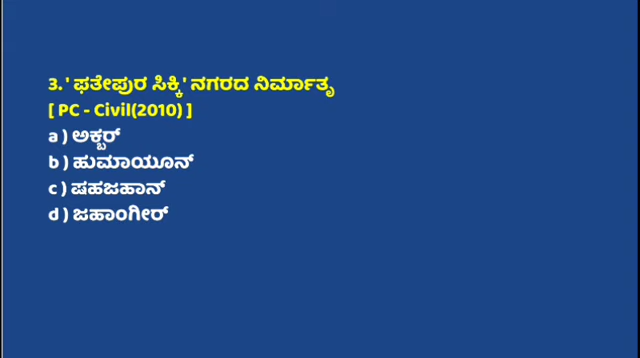 3. ' ಫತೇಪುರ ಸಿಕ್ಕಿ' ನಗರದ ನಿರ್ಮಾತೃ
[ PC - Civil(2010) ]
a ) ಅಕ್ಬರ್
b ) ಹುಮಾಯೂನ್
c ) ಷಹಜಹಾನ್
d ) ಜಹಾಂಗೀರ್